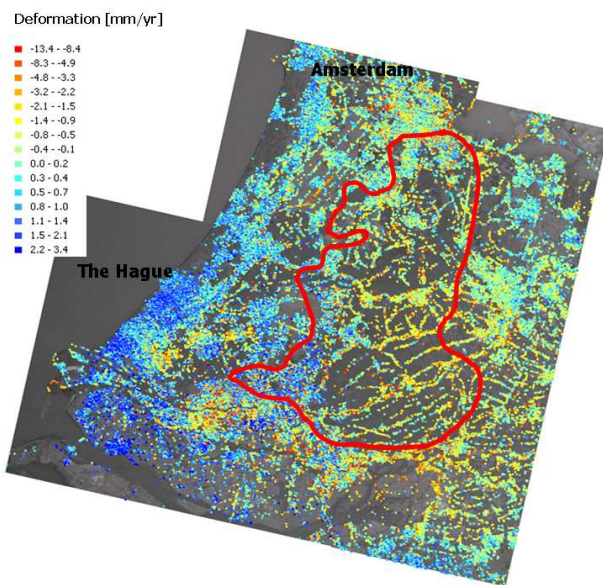 Deformation [mm/yr]
-13.4 - -8.4
-8.3 - -4.9
-4.8 - -3.3
-3.2 - -2.2
-2.1 - -1.5
-1.4 - -0.9
-0.8 - -0.5
-0.4 - -0.1
0.0 - 0.2
0.3 - 0.4
0.5 - 0.7
0.8 - 1.0
1.1 - 1.4
1.5 - 2.1
2.2 - 3.4
Amsterdam
The Hague